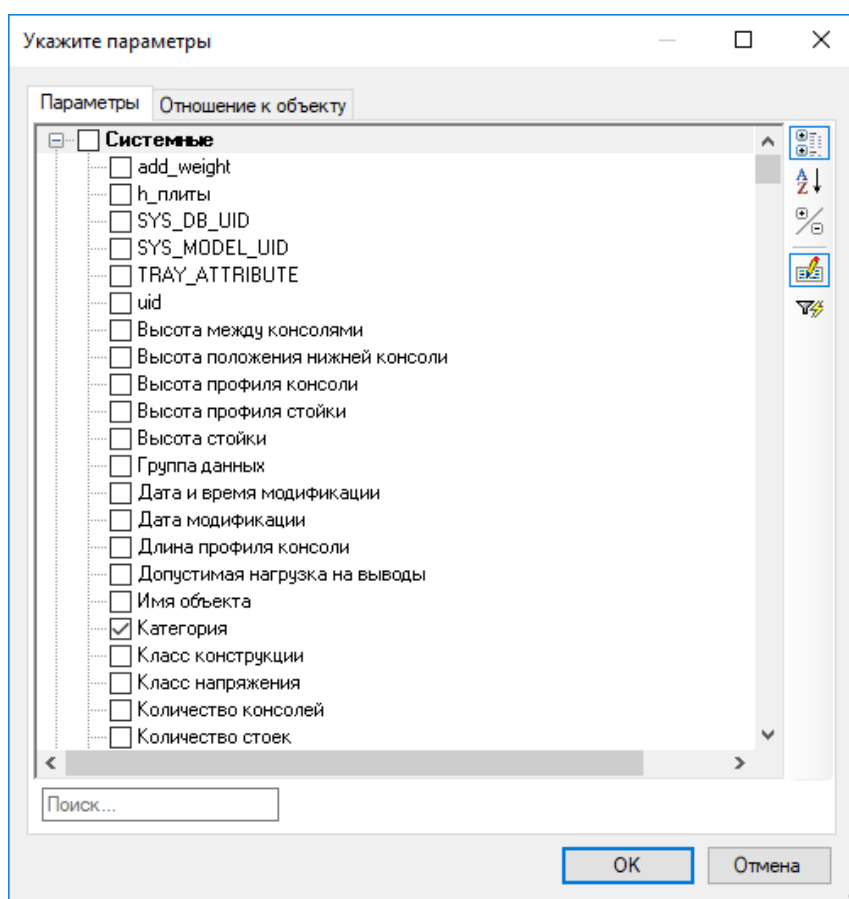 Укажите параметры
Параметры Отношение к объекту
Системные
add_weight
h_плиты
SYS_DB_UID
SYS_MODEL_UID
TRAY_ATTRIBUTE
uid
Высота между консолями
Высота положения нижней консоли
Высота профиля консоли
Высота профиля стойки
Высота стойки
Группа данных
Дата и время модификации
Дата модификации
Длина профиля консоли
Допустимая нагрузка на выводы
Имя объекта
Категория
Класс конструкции
Класс напряжения
Количество консолей
Количество стоек
Поиск...
OK Отмена